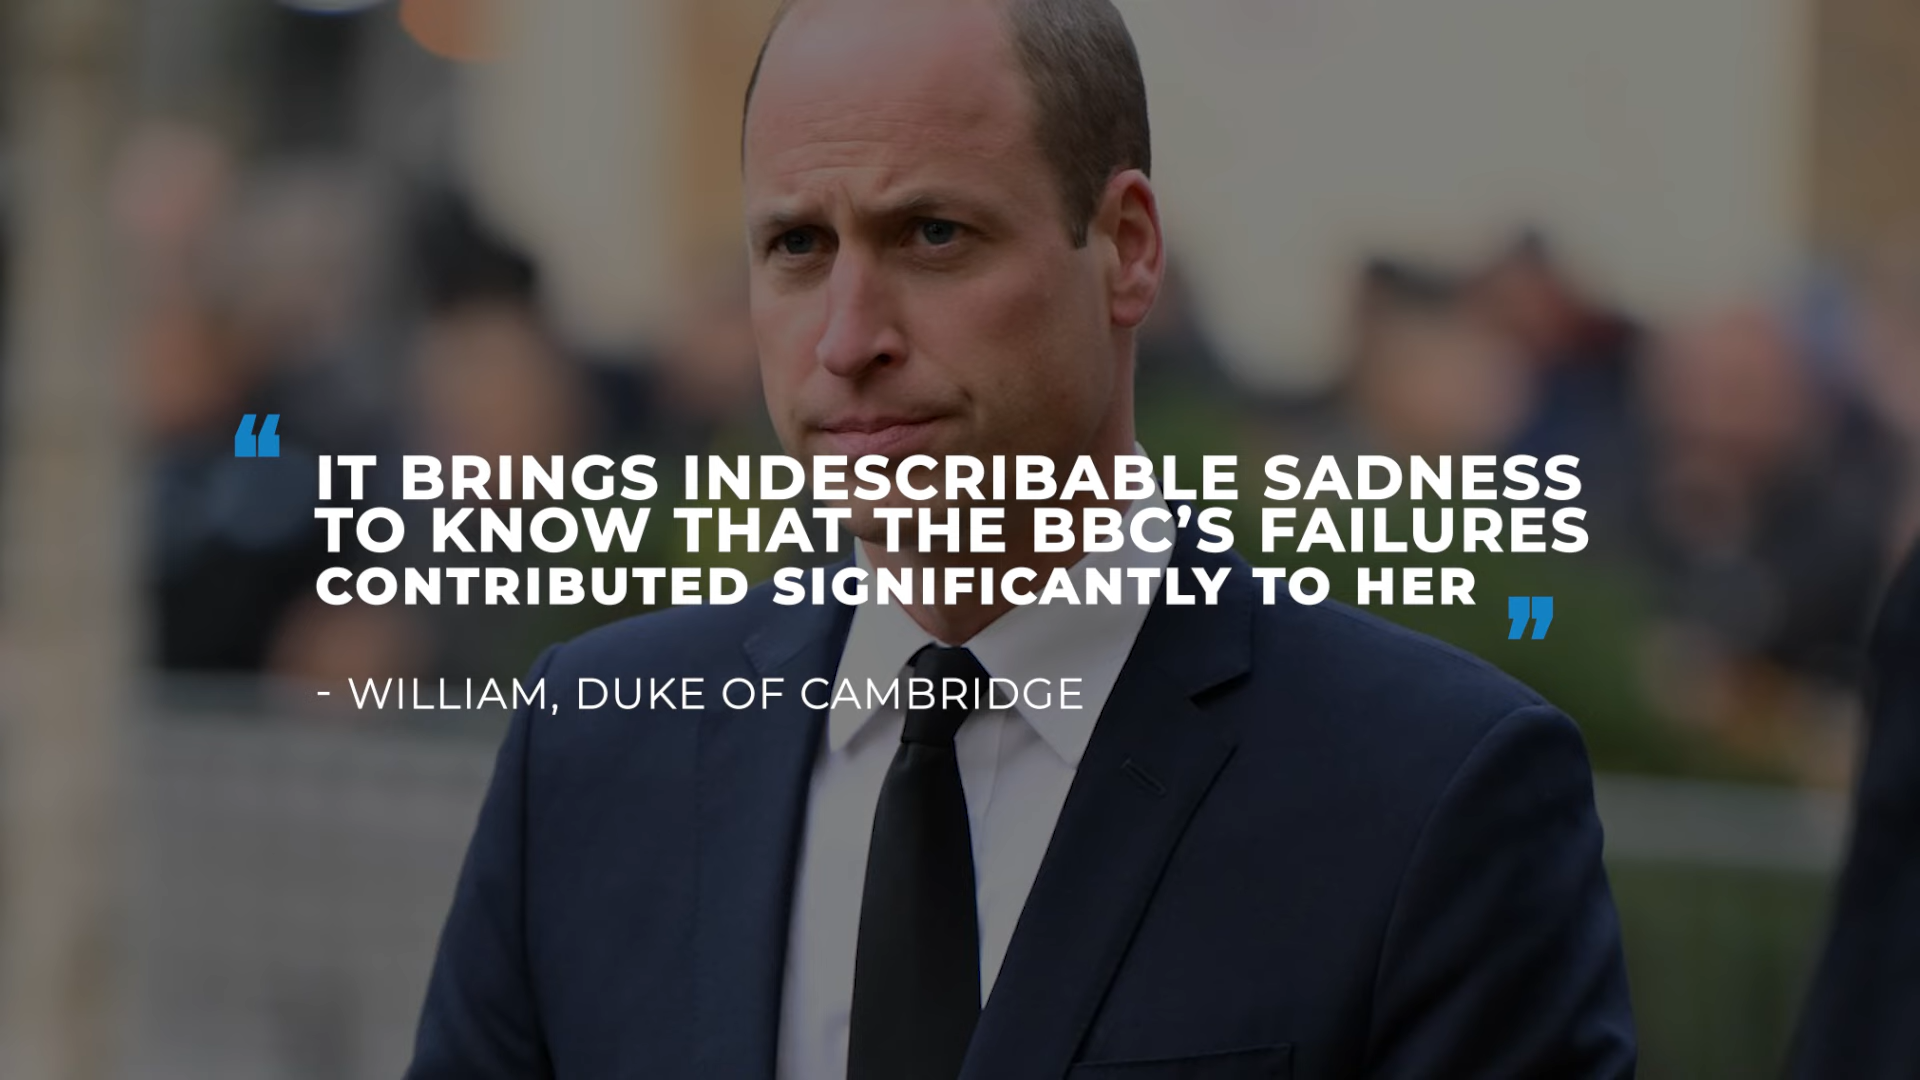 “ IT BRINGS INDESCRIBABLE SADNESS
TO KNOW THAT THE BBC’S FAILURES
CONTRIBUTED SIGNIFICANTLY TO HER ”
- WILLIAM, DUKE OF CAMBRIDGE